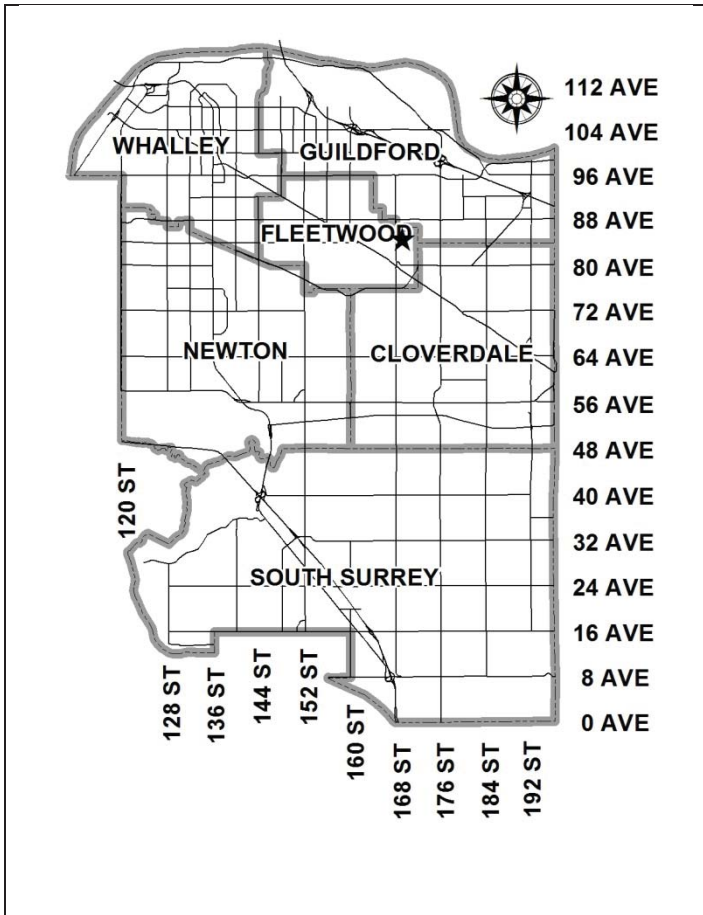 112 AVE
104 AVE
WHALLEY
GUILDFORD
96 AVE
88 AVE
FLEETWOOD
80 AVE
72 AVE
NEWTON
CLOVERDALE
64 AVE
56 AVE
48 AVE
120 ST
40 AVE
32 AVE
SOUTH SURREY
24 AVE
16 AVE
128 ST
136 ST
144 ST
152 ST
8 AVE
160 ST
0 AVE
168 ST
176 ST
184 ST
192 ST